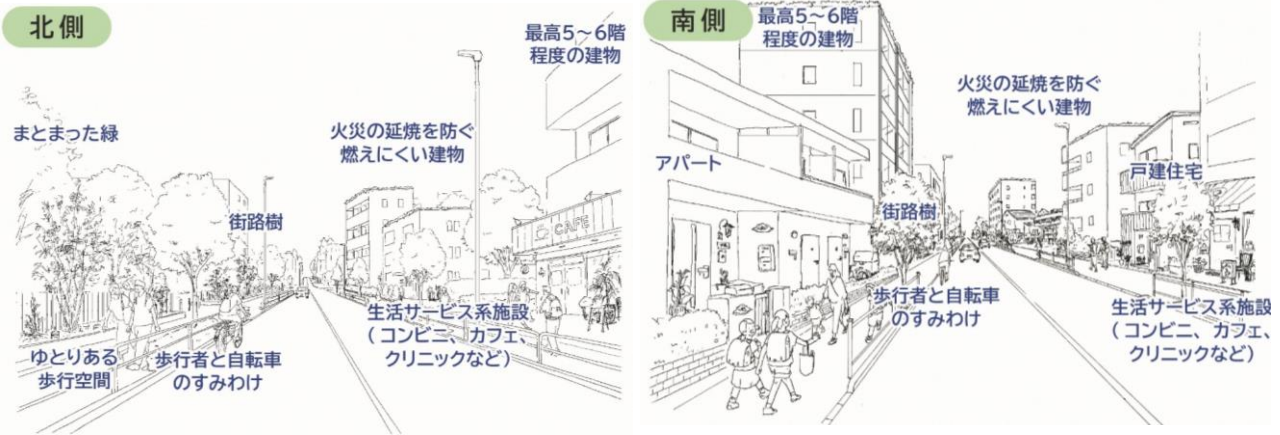 北側
最高5～6階
程度の建物
まとまった緑
火災の延焼を防ぐ
燃えにくい建物
街路樹
CAFE
生活サービス系施設
（コンビニ、カフェ、
クリニックなど）
ゆとりある
歩行空間
歩行者と自転車
のすみわけ
南側
最高5～6階
程度の建物
火災の延焼を防ぐ
燃えにくい建物
アパート
戸建住宅
街路樹
歩行者と自転車
のすみわけ
生活サービス系施設
（コンビニ、カフェ、
クリニックなど）